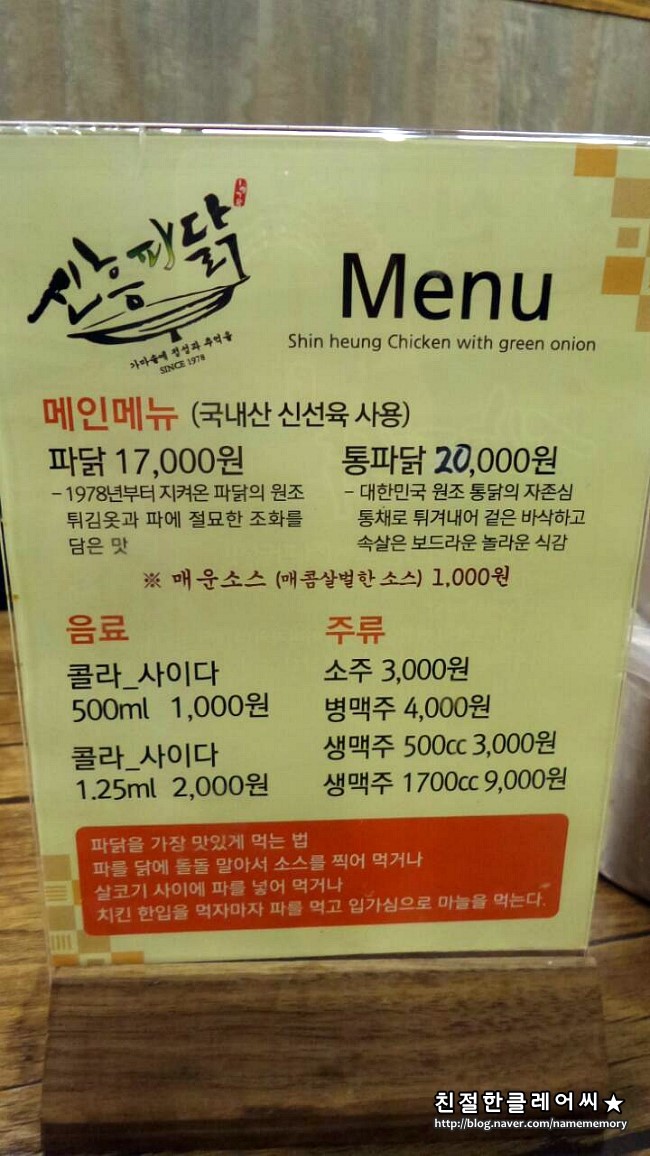 신흥파닭
가마솥에 정성과 추억을
SINCE 1978
Menu
Shin heung Chicken with green onion
메인메뉴 (국내산 신선육 사용)
파닭 17,000원
- 1978년부터 지켜온 파닭의 원조
튀김옷과 파에 절묘한 조화를
담은 맛
통파닭 20,000원
- 대한민국 원조 통닭의 자존심
통채로 튀겨내어 겉은 바삭하고
속살은 보드라운 놀라운 식감
※ 매운소스 (매콤살벌한 소스) 1,000원
음료
콜라_사이다
500ml 1,000원
콜라_사이다
1.25ml 2,000원
주류
소주 3,000원
병맥주 4,000원
생맥주 500cc 3,000원
생맥주 1700cc 9,000원
파닭을 가장 맛있게 먹는 법
파를 닭에 돌돌 말아서 소스를 찍어 먹거나
살코기 사이에 파를 넣어 먹거나
치킨 한입을 먹자마자 파를 먹고 입가심으로 마늘을 먹는다.
친절한클레어씨★
http://blog.naver.com/namememory